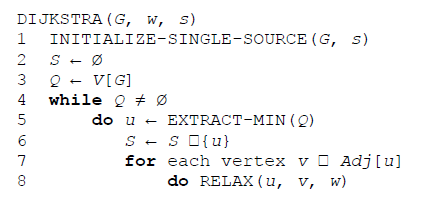 DIJKSTRA(G, w, s)
1 INITIALIZE-SINGLE-SOURCE(G, s)
2 S ← Ø
3 Q ← V[G]
4 while Q ≠ Ø
5 do u ← EXTRACT-MIN(Q)
6 S ← S □{u}
7 for each vertex v □ Adj[u]
8 do RELAX(u, v, w)